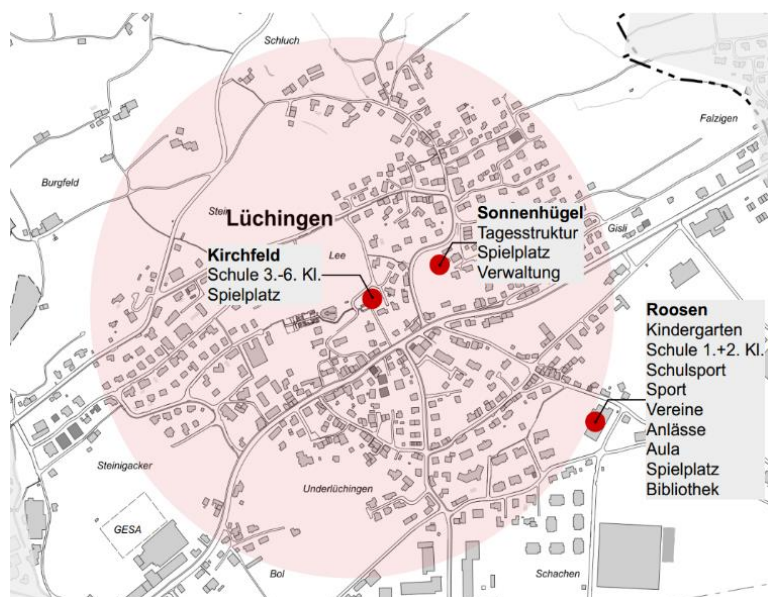 Schluch
Falzigen
Burgfeld
Stein
Lüchingen
Sonnenhügel
Tagesstruktur
Spielplatz
Verwaltung
Gisli
Lee
Kirchfeld
Schule 3.-6. Kl.
Spielplatz
Roosen
Kindergarten
Schule 1.+2. Kl.
Schulsport
Sport
Vereine
Anlässe
Aula
Spielplatz
Bibliothek
Steinigacker
Underlüchingen
GESA
Bol
Schachen